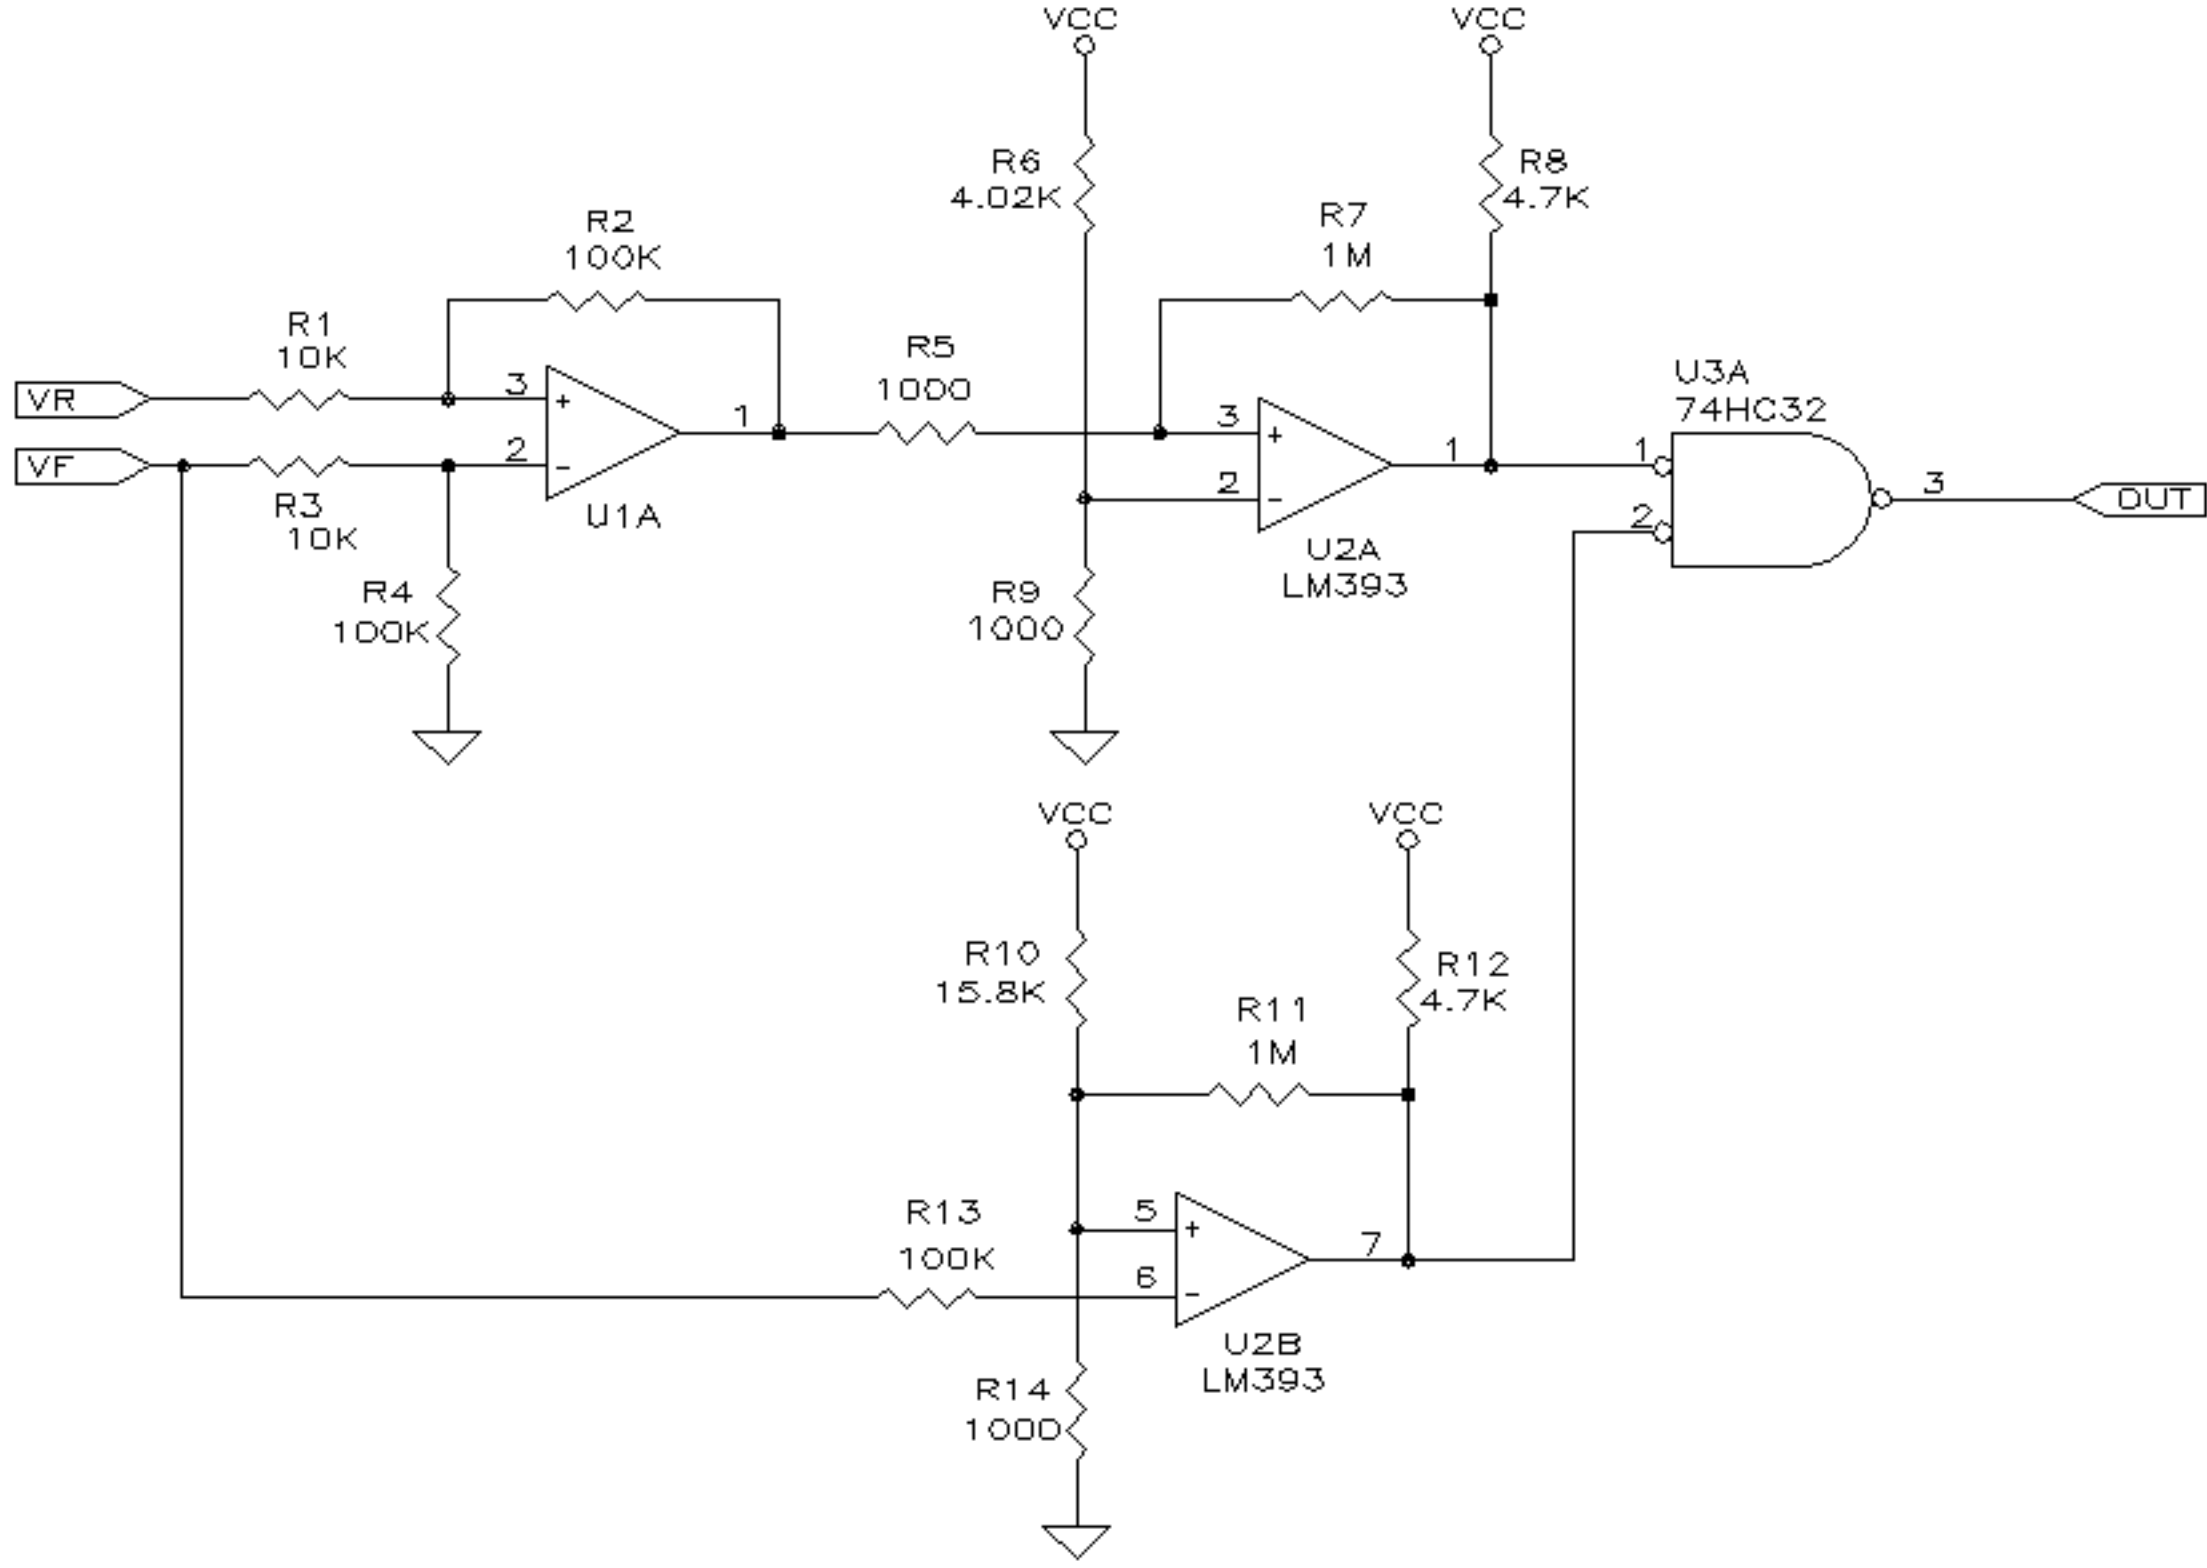 VCC
VCC
R6
4.02K
R8
4.7K
R2
100K
R7
1M
R1
10K
R5
1000
U3A
74HC32
VR
3
+
1
3
+
1
1
3
OUT
VF
2
-
2
-
2
R3
10K
U1A
U2A
LM393
R4
100K
R9
1000
VCC
VCC
R10
15.8K
R12
4.7K
R11
1M
R13
100K
5
+
7
6
-
U2B
LM393
R14
1000